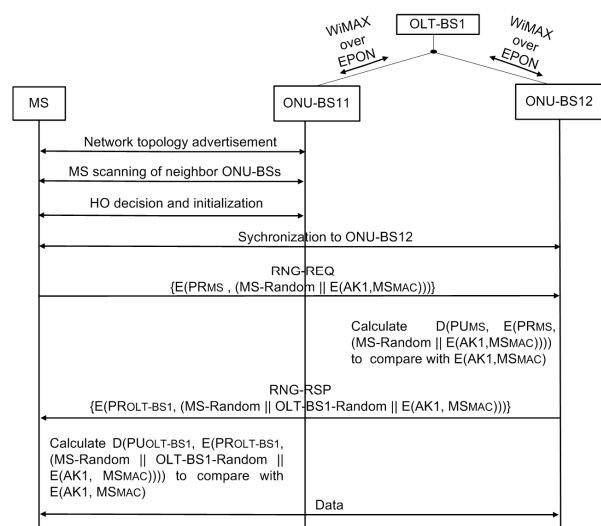 OLT-BS1
WiMAX
over
EPON
WiMAX
over
EPON
MS
ONU-BS11
ONU-BS12
Network topology advertisement
MS scanning of neighbor ONU-BSs
HO decision and initialization
Sychronization to ONU-BS12
RNG-REQ
{E(PRMS , (MS-Random || E(AK1,MSMAC)))}
Calculate D(PUMS, E(PRMS,
(MS-Random || E(AK1,MSMAC))))
to compare with E(AK1,MSMAC)
RNG-RSP
{E(PROLT-BS1, (MS-Random || OLT-BS1-Random || E(AK1, MSMAC)))}
Calculate D(PUOLT-BS1, E(PROLT-BS1,
(MS-Random || OLT-BS1-Random ||
E(AK1, MSMAC)))) to compare with
E(AK1, MSMAC)
Data